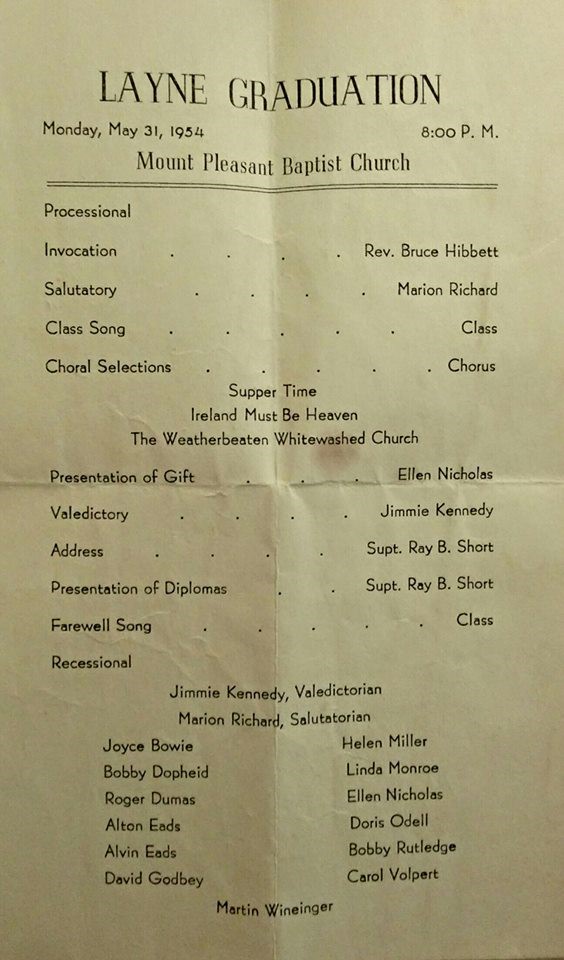 LAYNE GRADUATION
Monday, May 31, 1954 8:00 P. M.
Mount Pleasant Baptist Church
Processional
Invocation . . . . Rev. Bruce Hibbett
Salutatory . . . . Marion Richard
Class Song . . . . . Class
Choral Selections . . . . . Chorus
Supper Time
Ireland Must Be Heaven
The Weatherbeaten Whitewashed Church
Presentation of Gift . . . Ellen Nicholas
Valedictory . . . . Jimmie Kennedy
Address . . . . Supt. Ray B. Short
Presentation of Diplomas . . Supt. Ray B. Short
Farewell Song . . . . . Class
Recessional
Jimmie Kennedy, Valedictorian
Marion Richard, Salutatorian
Joyce Bowie Helen Miller
Bobby Dopheid Linda Monroe
Roger Dumas Ellen Nicholas
Alton Eads Doris Odell
Alvin Eads Bobby Rutledge
David Godbey Carol Volpert
Martin Wineinger